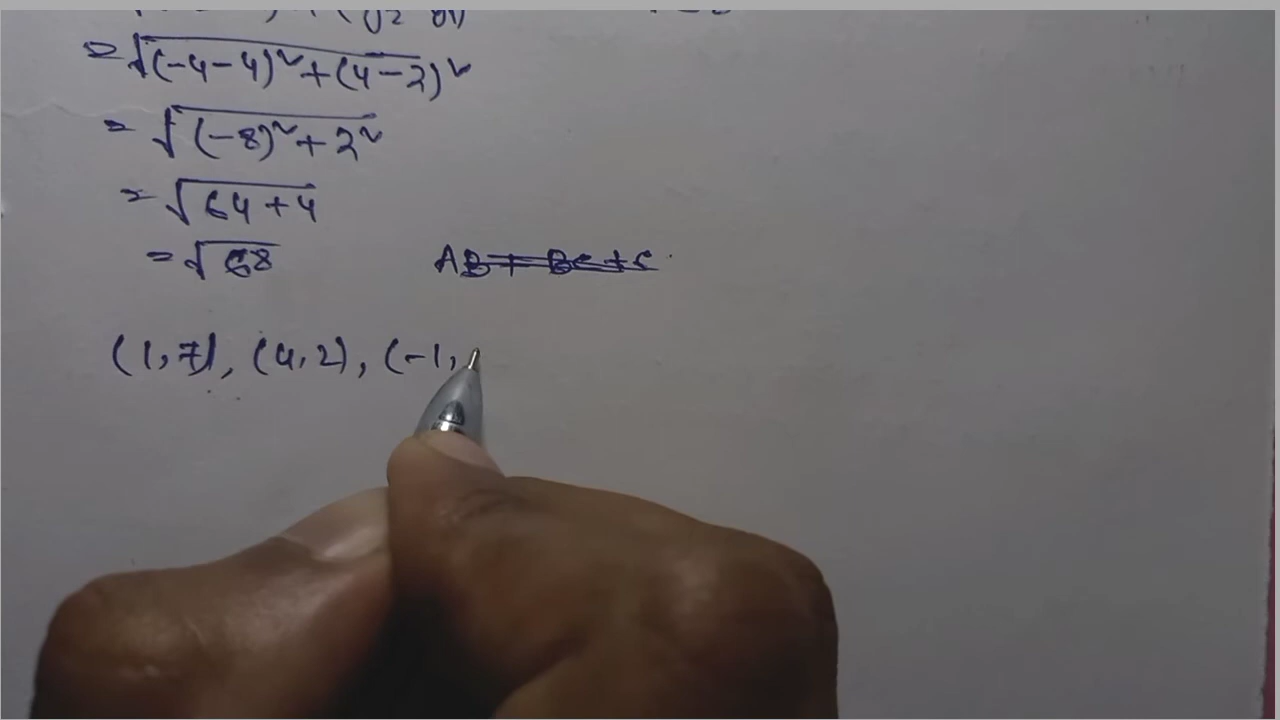 = √(-4-4)² + (4-2)²
= √(-8)² + 2²
= √64+4
= √68
AB + BC + C
(1,7), (4,2), (-1,